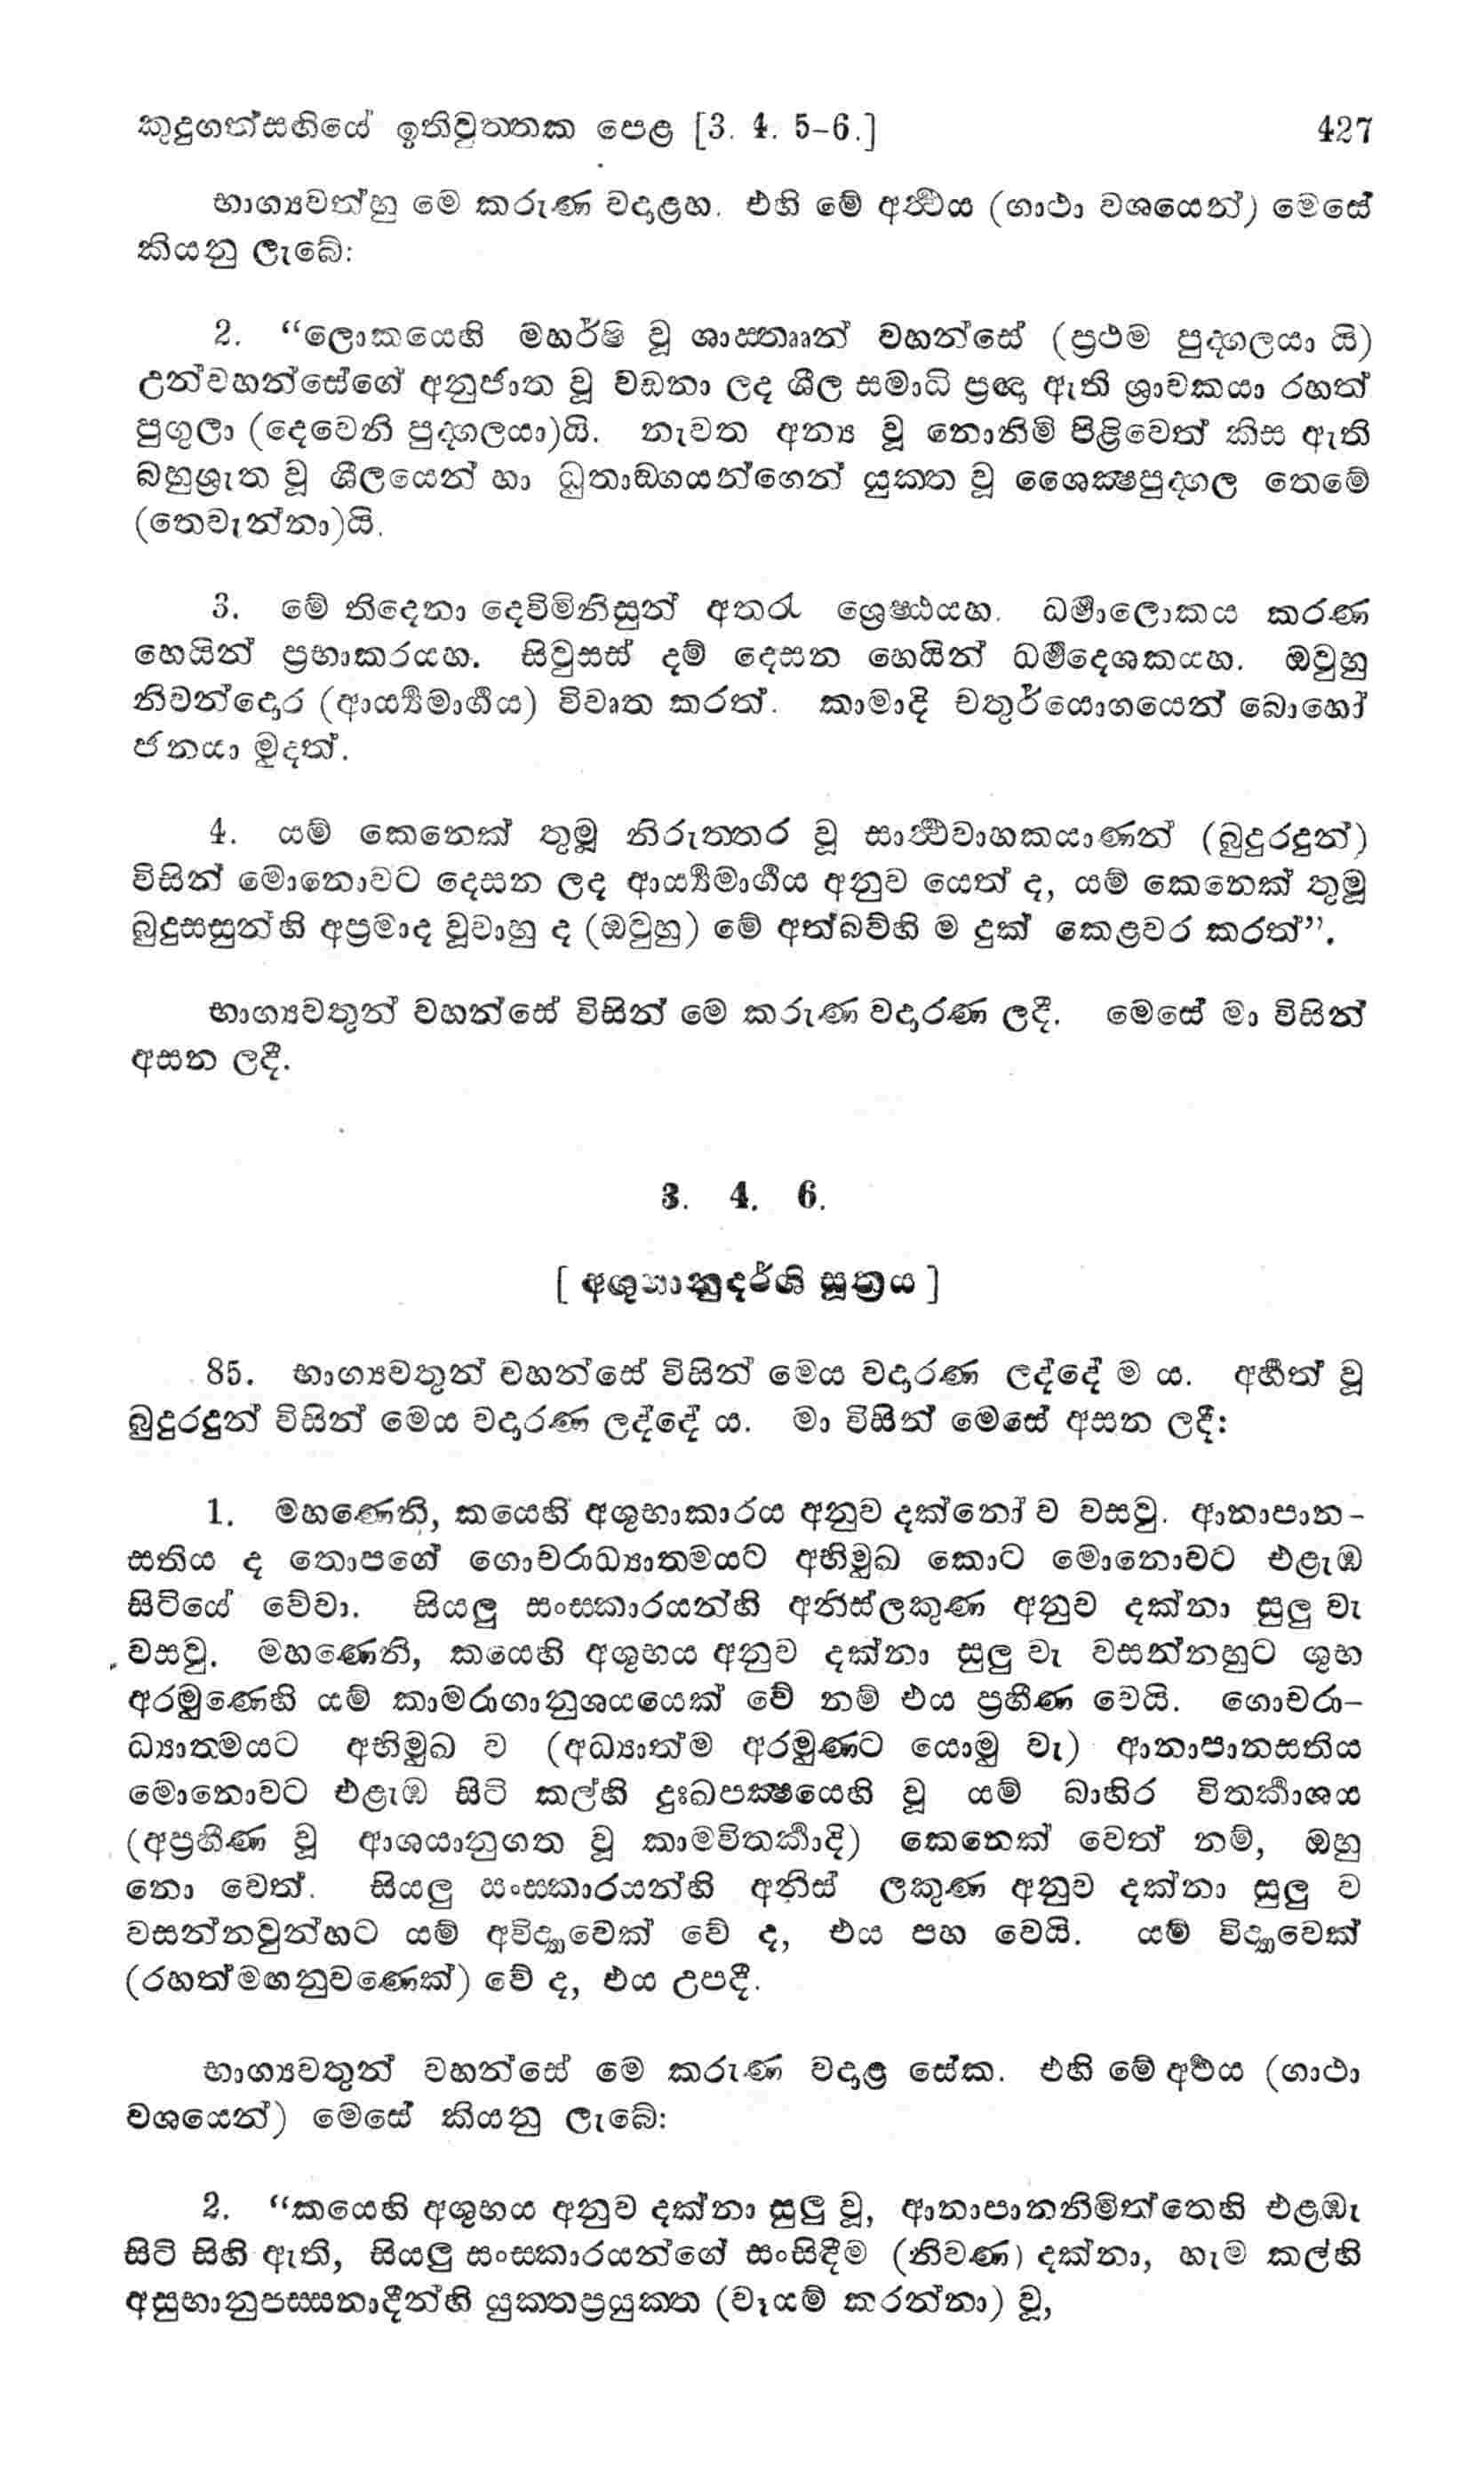 කුදුගත්සඟියේ ඉතිවුත්තක පෙළ [3. 4. 5-6.] 427
භාග්‍යවත්හු මෙ කරුණ වදාළහ. එහි මේ අර්ත්‍ථය (ගාථා වශයෙන්) මෙසේ
කියනු ලැබේ:
2. “ලොකයෙහි මහර්ෂි වූ ශාස්තෲන් වහන්සේ (ප්‍රථම පුද්ගලයා යි)
උන්වහන්සේගේ අනුජාත වූ වඩනා ලද ශීල සමාධි ප්‍රඥා ඇති ශ්‍රාවකයා රහත්
පුගුලා (දෙවෙනි පුද්ගලයා)යි. නැවත අන්‍ය වූ නොනිමි පිළිවෙත් කිස ඇති
බහුශ්‍රැත වූ ශීලයෙන් හා ධුතාඞ්ගයන්ගෙන් යුක්ත වූ ශෛක්‍ෂපුද්ගල තෙමේ
(තෙවැන්නා)යි.
3. මේ තිදෙනා දෙවිමිනිසුන් අතරෑ ශ්‍රෙෂ්ඨයහ. ධර්‍මාලොකය කරණ
හෙයින් ප්‍රභාකරයහ. සිවුසස් දම් දෙසන හෙයින් ධර්‍මදෙශකයහ. ඔවුහු
නිවන්දොර (ආර්‍ය්‍යමාර්‍ගය) විවෘත කරත්. කාමාදි චතුර්යොගයෙන් බොහෝ
ජනයා මුදත්.
4. යම් කෙනෙක් තුමූ නිරුත්තර වූ සාර්ත්‍ථවාහකයාණන් (බුදුරදුන්)
විසින් මොනොවට දෙසන ලද ආර්‍ය්‍යමාර්‍ගය අනුව යෙත් ද, යම් කෙනෙක් තුමූ
බුදුසසුන්හි අප්‍රමාද වූවාහු ද (ඔවුහු) මේ අත්බව්හි ම දුක් කෙළවර කරත්”.
භාග්‍යවතුන් වහන්සේ විසින් මෙ කරුණ වදාරණ ලදී. මෙසේ මා විසින්
අසන ලදී.
3. 4. 6.
[ අශුභානුදර්ශි සූත්‍රය ]
85. භාග්‍යවතුන් වහන්සේ විසින් මෙය වදාරණ ලද්දේ ම ය. අර්‍හත් වූ
බුදුරදුන් විසින් මෙය වදාරණ ලද්දේ ය. මා විසින් මෙසේ අසන ලදී:
1. මහණෙනි, කයෙහි අශුභාකාරය අනුව දක්නෝ ව වසවු. ආනාපාන-
සතිය ද තොපගේ ගොචරාධ්‍යාත්මයට අභිමුඛ කොට මොනොවට එළැඹ
සිටියේ වේවා. සියලු සංස්කාරයන්හි අනිස්ලකුණ අනුව දක්නා සුලු වැ
වසවු. මහණෙනි, කයෙහි අශුභය අනුව දක්නා සුලු වැ වසන්නහුට ශුභ
අරමුණෙහි යම් කාමරාගානුශයයෙක් වේ නම් එය ප්‍රහීණ වෙයි. ගොචරා-
ධ්‍යාත්මයට අභිමුඛ ව (අධ්‍යාත්ම අරමුණට යොමු වැ) ආනාපානසතිය
මොනොවට එළැඹ සිටි කල්හි දුඃඛපක්‍ෂයෙහි වූ යම් බාහිර විතර්‍කාශය
(අප්‍රහීණ වූ ආශයානුගත වූ කාමවිතර්‍කාදි) කෙනෙක් වෙත් නම්, ඔහු
නො වෙත්. සියලු සංස්කාරයන්හි අනිස් ලකුණ අනුව දක්නා සුලු ව
වසන්නවුන්හට යම් අවිද්‍යාවෙක් වේ ද, එය පහ වෙයි. යම් විද්‍යාවෙක්
(රහත්මඟනුවණෙක්) වේ ද, එය උපදී.
භාග්‍යවතුන් වහන්සේ මෙ කරුණ වදාළ සේක. එහි මේ අර්‍ථය (ගාථා
වශයෙන්) මෙසේ කියනු ලැබේ:
2. “කයෙහි අශුභය අනුව දක්නා සුලු වූ, ආනාපානනිමිත්තෙහි එළඹැ
සිටි සිහි ඇති, සියලු සංස්කාරයන්ගේ සංසිඳීම (නිවණ) දක්නා, හැම කල්හි
අසුභානුපස්සනාදීන්හි යුක්තප්‍රයුක්ත (වෑයම් කරන්නා) වූ,